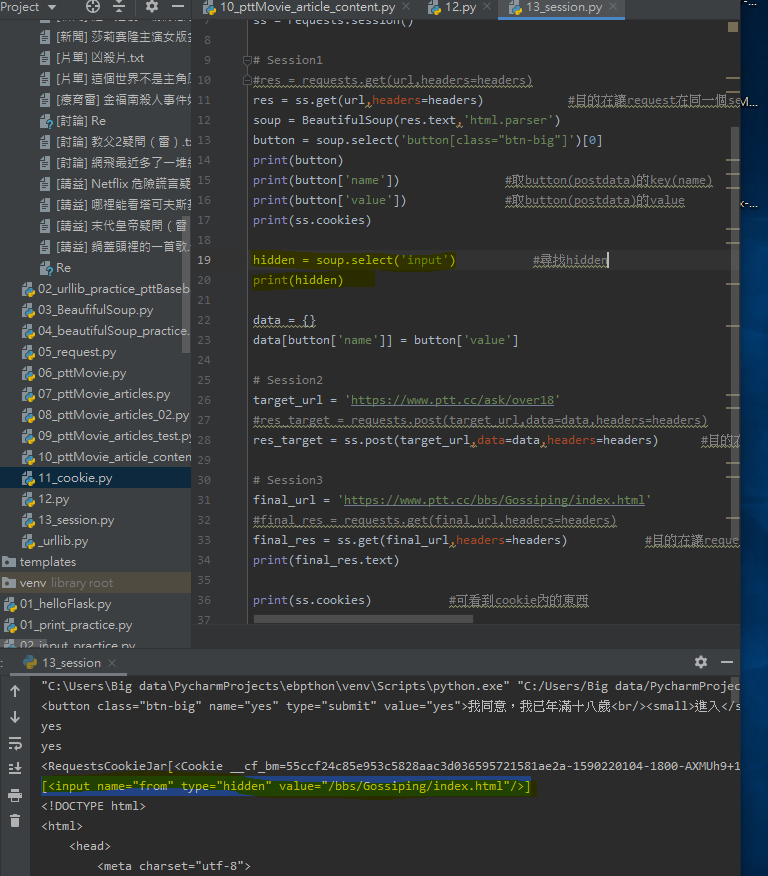 Project
10_pttMovie_article_content.py
12.py
13_session.py
[新聞] 莎莉賽隆主演女版金
[片單] 凶殺片.txt
[片單] 這個世界不是主角
[療育雷] 金福南殺人事件
[討論] Re
[討論] 教父2疑問（雷）.tx
[討論] 網飛最近多了一堆
[請益] Netflix 危險謊言疑
[請益] 哪裡能看塔可夫斯
[請益] 末代皇帝疑問（雷
[請益] 鍋蓋頭裡的一首歌.
Re
02_urllib_practice_pttBaseb
03_BeaufifulSoup.py
04_beautifulSoup_practice.
05_request.py
06_pttMovie.py
07_pttMovie_articles.py
08_pttMovie_articles_02.py
09_pttMovie_articles_test.py
10_pttMovie_article_conten
11_cookie.py
12.py
13_session.py
_urllib.py
templates
venv library root
01_helloFlask.py
01_print_practice.py
02_input_practice.py
7 ss = requests.session()
8
9 # Session1
10 #res = requests.get(url,headers=headers)
11 res = ss.get(url,headers=headers) #目的在讓request在同一個se
12 soup = BeautifulSoup(res.text,'html.parser')
13 button = soup.select('button[class="btn-big"]')[0]
14 print(button)
15 print(button['name']) #取button(postdata)的key(name)
16 print(button['value']) #取button(postdata)的value
17 print(ss.cookies)
18
19 hidden = soup.select('input') #尋找hidden
20 print(hidden)
21
22 data = {}
23 data[button['name']] = button['value']
24
25 # Session2
26 target_url = 'https://www.ptt.cc/ask/over18'
27 #res_target = requests.post(target_url,data=data,headers=headers)
28 res_target = ss.post(target_url,data=data,headers=headers) #目的在
29
30 # Session3
31 final_url = 'https://www.ptt.cc/bbs/Gossiping/index.html'
32 #final_res = requests.get(final_url,headers=headers)
33 final_res = ss.get(final_url,headers=headers) #目的在讓reque
34 print(final_res.text)
35
36 print(ss.cookies) #可看到cookie內的東西
37
13_session
"C:\Users\Big data\PycharmProjects\ebpthon\venv\Scripts\python.exe" "C:/Users/Big data/PycharmProjec
<button class="btn-big" name="yes" type="submit" value="yes">我同意，我已年滿十八歲<br/><small>進入</s
yes
yes
<RequestsCookieJar[<Cookie __cf_bm=55ccf24c85e953c5828aac3d036595721581ae2a-1590220104-1800-AXMUh9+1
[<input name="from" type="hidden" value="/bbs/Gossiping/index.html"/>]
<!DOCTYPE html>
<html>
<head>
<meta charset="utf-8">